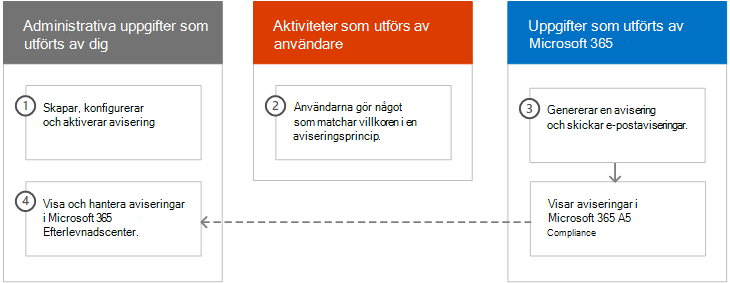 Administrativa uppgifter som
utförts av dig
1
Skapar, konfigurerar
och aktiverar avisering
4
Visa och hantera aviseringar
i Microsoft 365
Efterlevnadscenter.
Aktiviteter som utförs av
användare
2
Användarna gör något
som matchar villkoren i en
aviseringsprincip.
Uppgifter som utförts av
Microsoft 365
3
Genererar en avisering
och skickar e-postaviseringar.
Visar aviseringar i
Microsoft 365 A5
Compliance